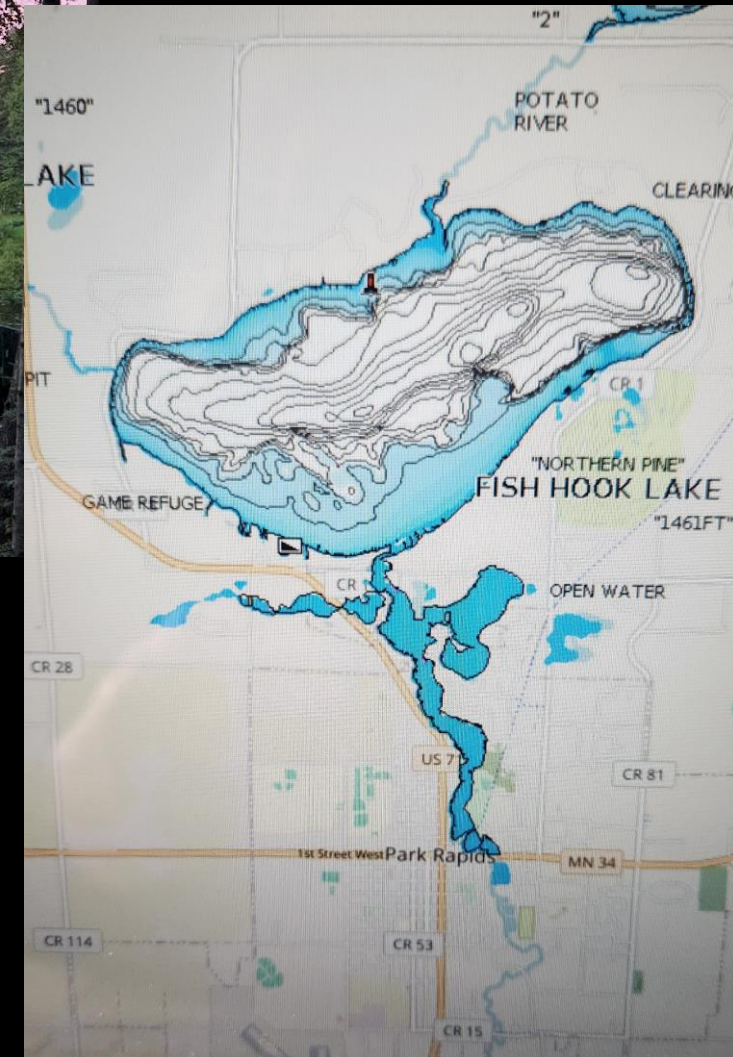 "2"
"1460"
POTATO
RIVER
LAKE
CLEARING
PIT
CR 1
"NORTHERN PINE"
FISH HOOK LAKE
GAME REFUGE
"1461FT"
CR
OPEN WATER
CR 28
US 71
CR 81
1st Street West
Park Rapids
MN 34
CR 114
CR 53
CR 15